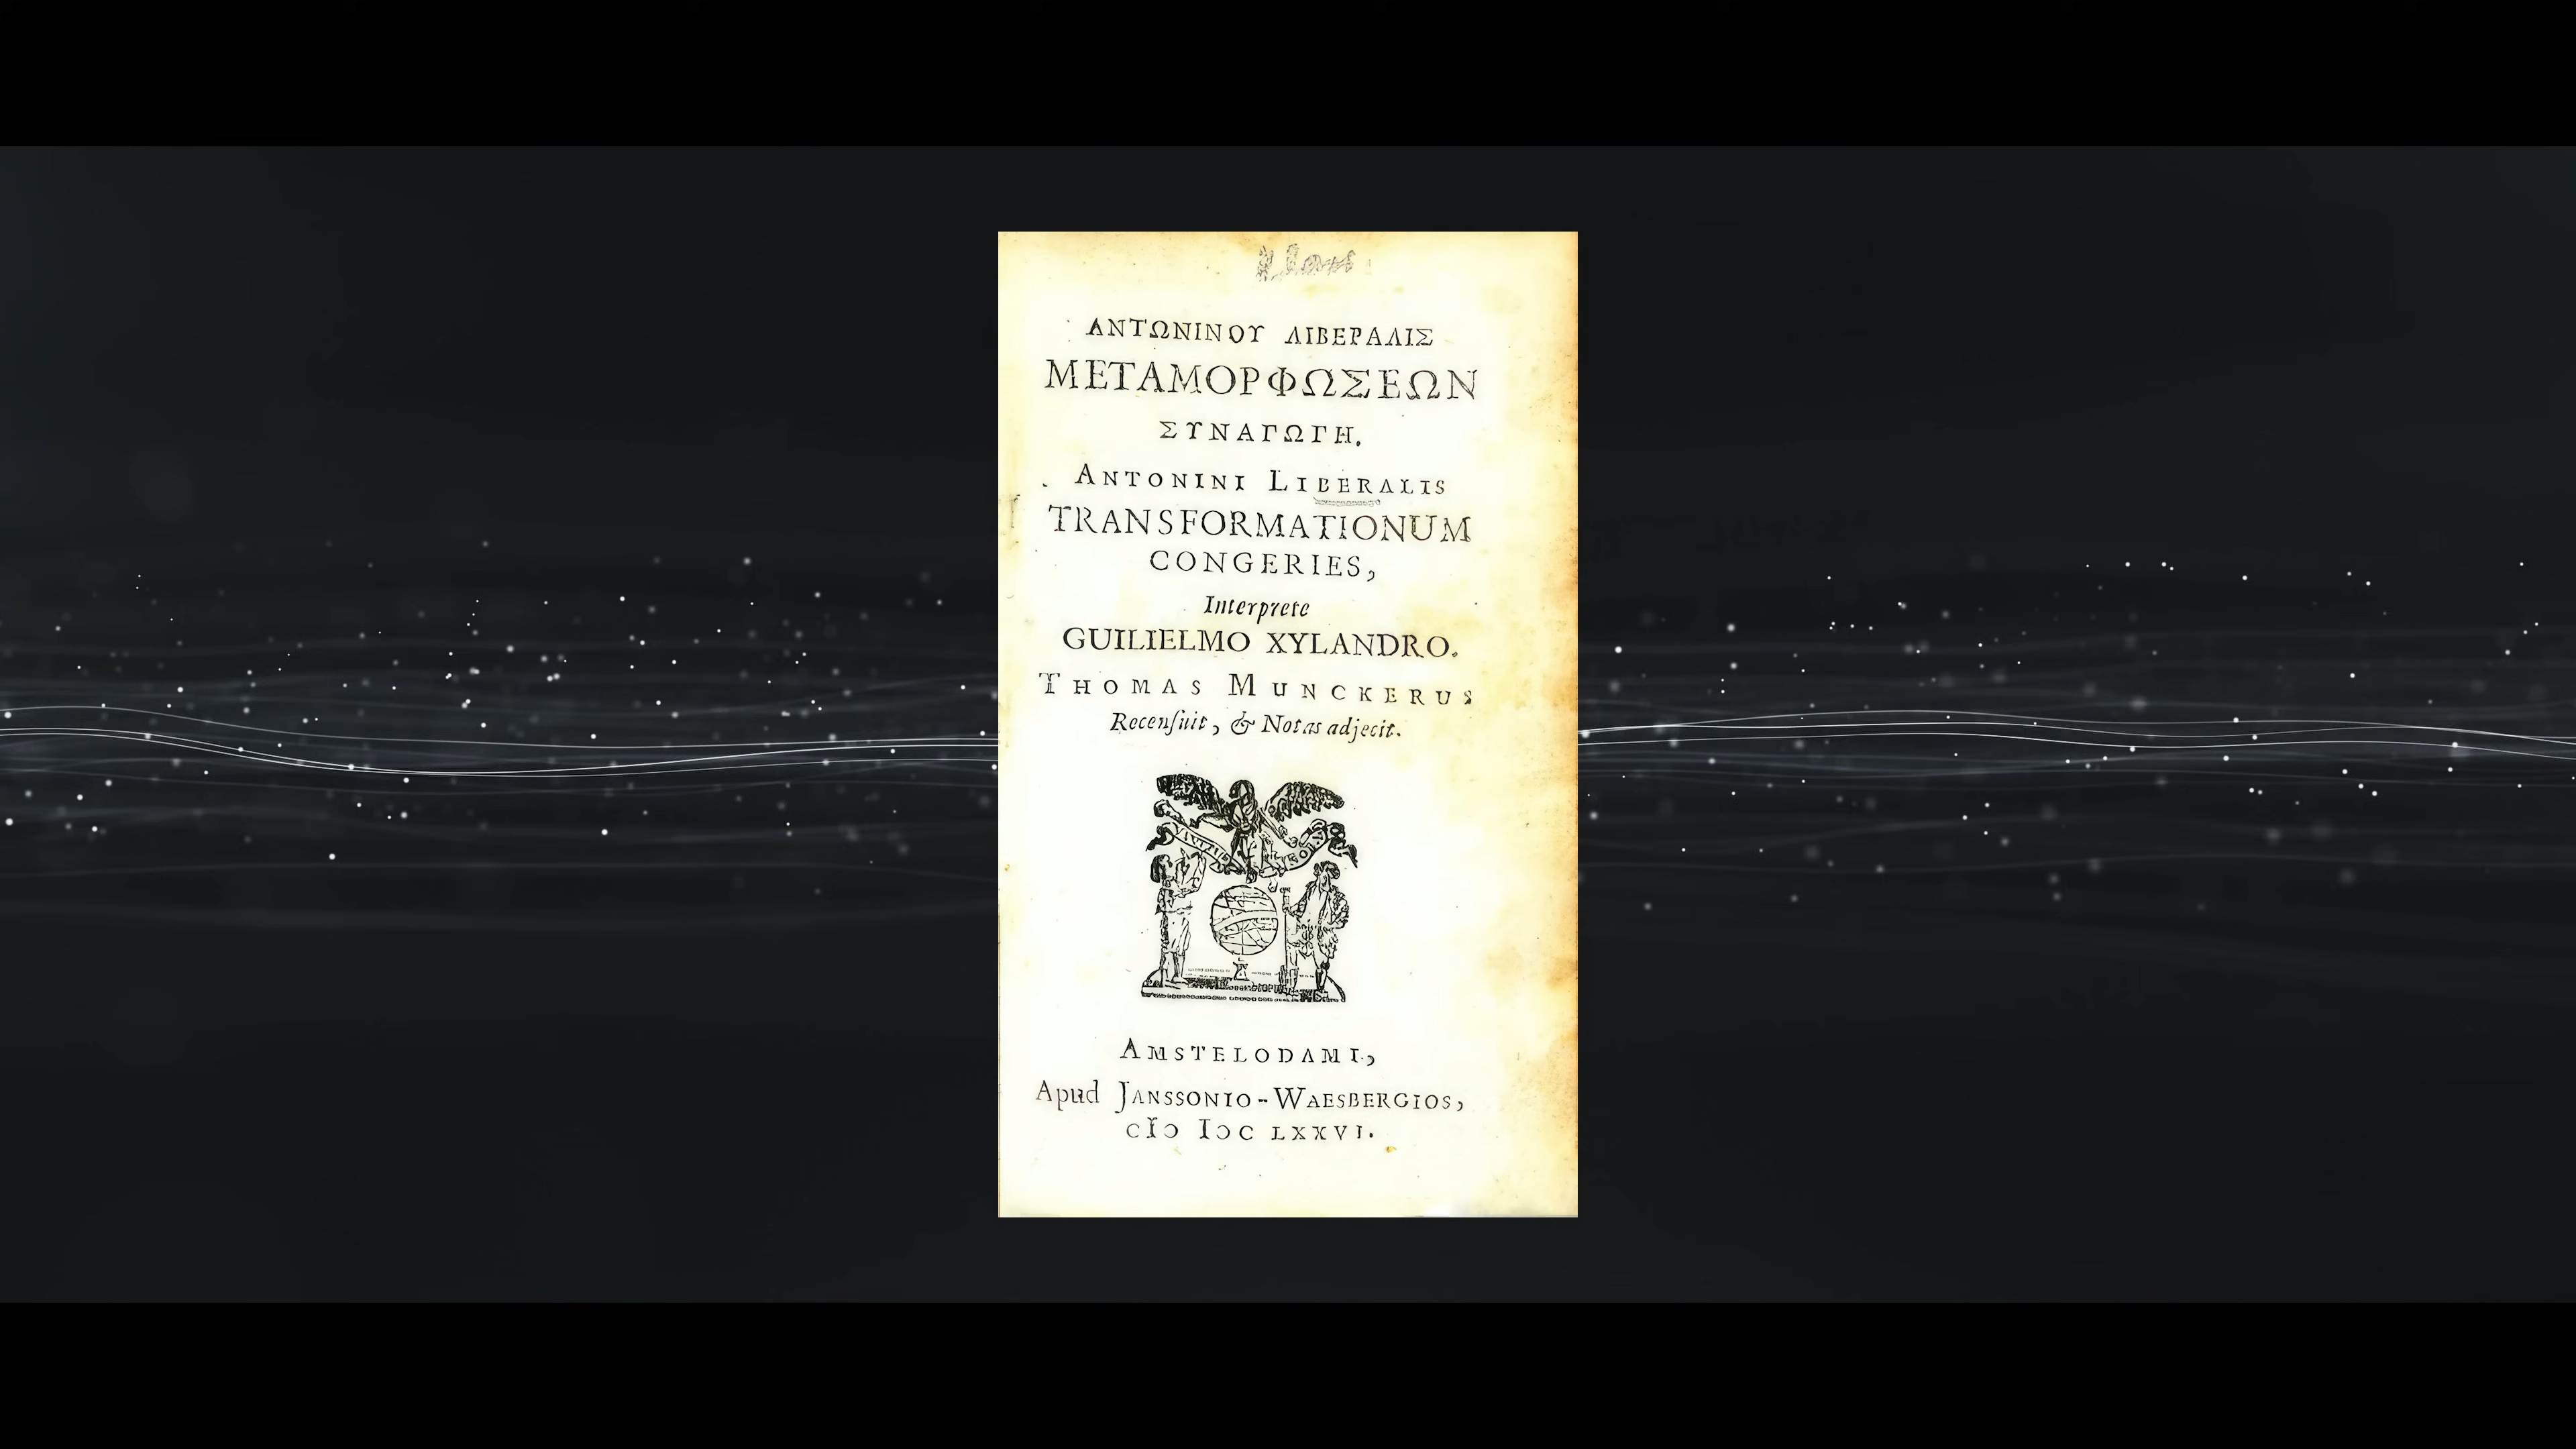 ΑΝΤΩΝΙΝΟΥ ΛΙΒΕΡΑΛΙΣ
ΜΕΤΑΜΟΡΦΩΣΕΩΝ
ΣΥΝΑΓΩΓΗ.
ANTONINI LIBERALIS
TRANSFORMATIONUM
CONGERIES,
Interprete
GUILIELMO XYLANDRO.
THOMAS MUNCKERUS
Recenſuit, & Notas adjecit.
AMSTELODAMI,
Apud JANSSONIO-WAESBERGIOS,
cIↄ Iↄc LXXVI.